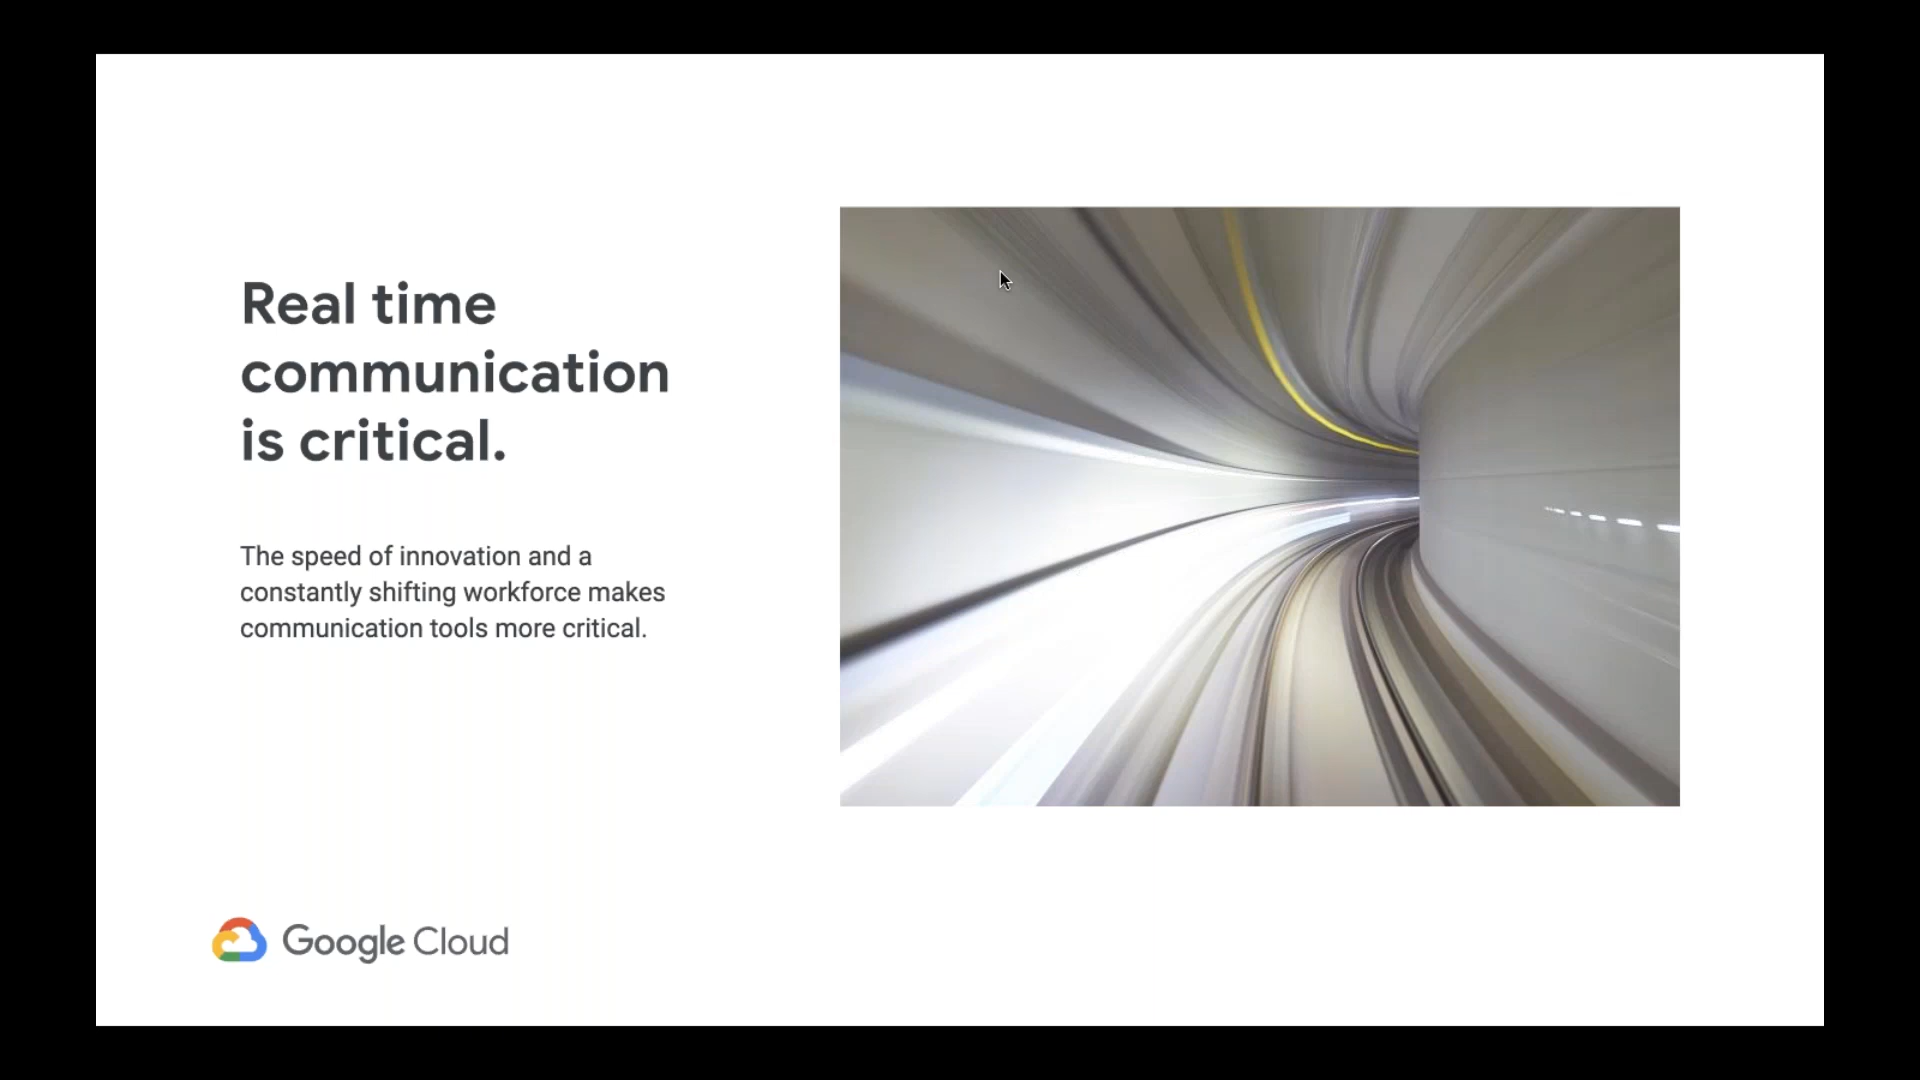 Real time
communication
is critical.
The speed of innovation and a
constantly shifting workforce makes
communication tools more critical.
Google Cloud